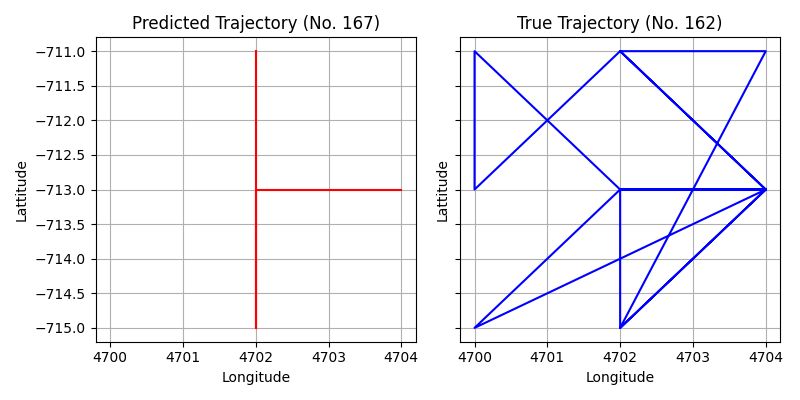 Predicted Trajectory (No. 167)
True Trajectory (No. 162)
Lattitude
−711.0
−711.5
−712.0
−712.5
−713.0
−713.5
−714.0
−714.5
−715.0
4700 4701 4702 4703 4704
Longitude
Lattitude
4700 4701 4702 4703 4704
Longitude